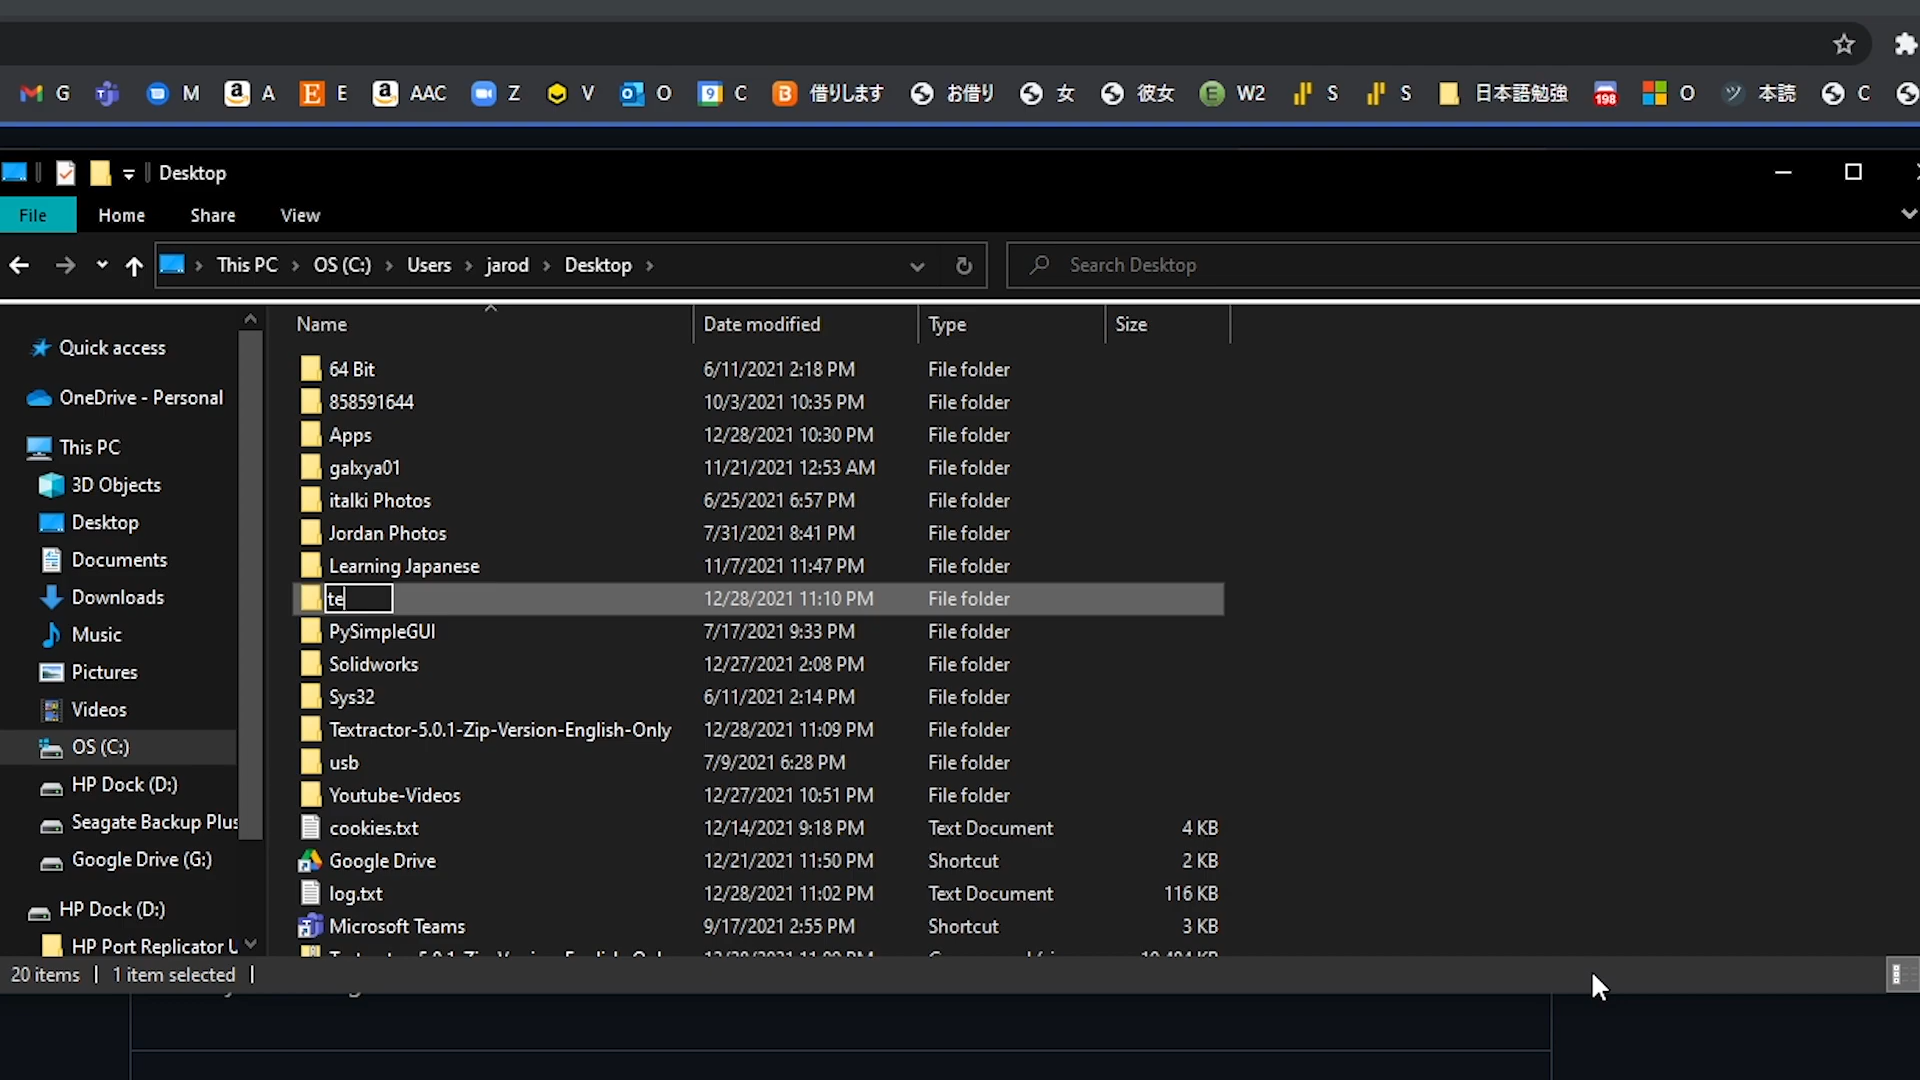 G M A E AAC Z V O 9 C 借りします お借り 女 彼女 E W2 S S 日本語勉強 198 O ツ 本読 C
Desktop
File Home Share View
This PC OS (C:) Users jarod Desktop Search Desktop
Name Date modified Type Size
Quick access
OneDrive - Personal
This PC
3D Objects
Desktop
Documents
Downloads
Music
Pictures
Videos
OS (C:)
HP Dock (D:)
Seagate Backup Plus
Google Drive (G:)
HP Dock (D:)
HP Port Replicator
64 Bit 6/11/2021 2:18 PM File folder
858591644 10/3/2021 10:35 PM File folder
Apps 12/28/2021 10:30 PM File folder
galxya01 11/21/2021 12:53 AM File folder
italki Photos 6/25/2021 6:57 PM File folder
Jordan Photos 7/31/2021 8:41 PM File folder
Learning Japanese 11/7/2021 11:47 PM File folder
te 12/28/2021 11:10 PM File folder
PySimpleGUI 7/17/2021 9:33 PM File folder
Solidworks 12/27/2021 2:08 PM File folder
Sys32 6/11/2021 2:14 PM File folder
Textractor-5.0.1-Zip-Version-English-Only 12/28/2021 11:09 PM File folder
usb 7/9/2021 6:28 PM File folder
Youtube-Videos 12/27/2021 10:51 PM File folder
cookies.txt 12/14/2021 9:18 PM Text Document 4 KB
Google Drive 12/21/2021 11:50 PM Shortcut 2 KB
log.txt 12/28/2021 11:02 PM Text Document 116 KB
Microsoft Teams 9/17/2021 2:55 PM Shortcut 3 KB
20 items 1 item selected